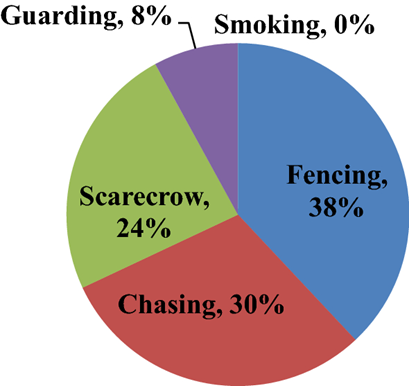 Guarding, 8%
Smoking, 0%
Fencing,
38%
Scarecrow,
24%
Chasing, 30%